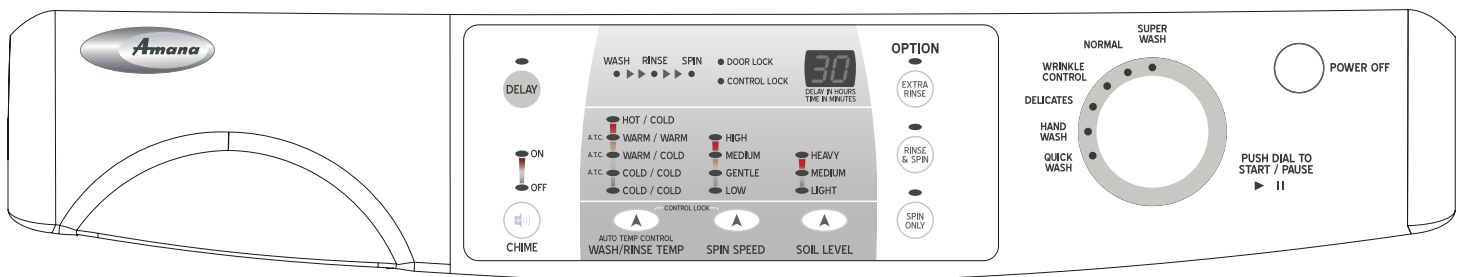 Amana
DELAY
ON
OFF
CHIME
WASH RINSE SPIN
DOOR LOCK
CONTROL LOCK
30
DELAY IN HOURS
TIME IN MINUTES
HOT / COLD
A.T.C. WARM / WARM
A.T.C. WARM / COLD
A.T.C. COLD / COLD
COLD / COLD
HIGH
MEDIUM
GENTLE
LOW
HEAVY
MEDIUM
LIGHT
CONTROL LOCK
AUTO TEMP CONTROL
WASH/RINSE TEMP
SPIN SPEED
SOIL LEVEL
OPTION
EXTRA
RINSE
RINSE
& SPIN
SPIN
ONLY
SUPER
WASH
NORMAL
WRINKLE
CONTROL
DELICATES
HAND
WASH
QUICK
WASH
PUSH DIAL TO
START / PAUSE
POWER OFF